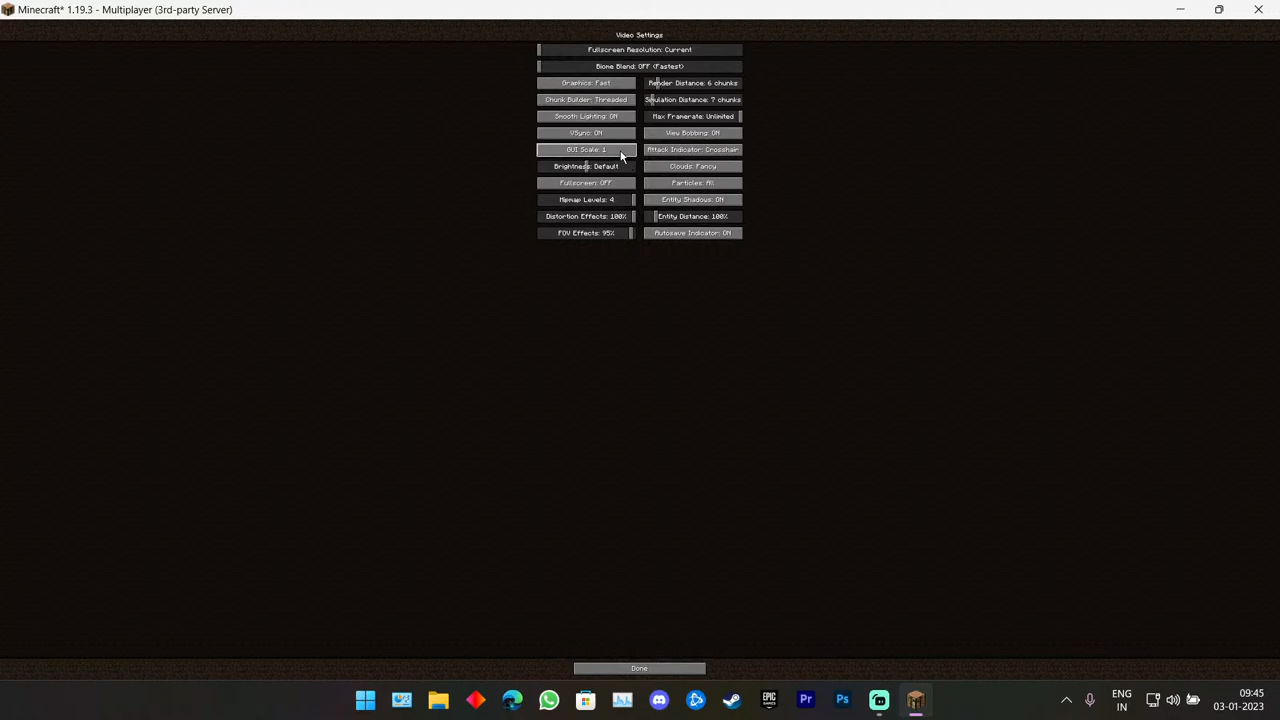 Minecraft* 1.19.3 - Multiplayer (3rd-party Server)
Video Settings
Fullscreen Resolution: Current
Biome Blend: OFF (Fastest)
Graphics: Fast
Render Distance: 6 chunks
Chunk Builder: Threaded
Simulation Distance: 7 chunks
Smooth Lighting: ON
Max Framerate: Unlimited
VSync: ON
View Bobbing: ON
GUI Scale: 1
Attack Indicator: Crosshair
Brightness: Default
Clouds: Fancy
Fullscreen: OFF
Particles: All
Mipmap Levels: 4
Entity Shadows: ON
Distortion Effects: 100%
Entity Distance: 100%
FOV Effects: 95%
Autosave Indicator: ON
Done
EPIC GAMES
Pr
Ps
ENG
IN
09:45
03-01-2023